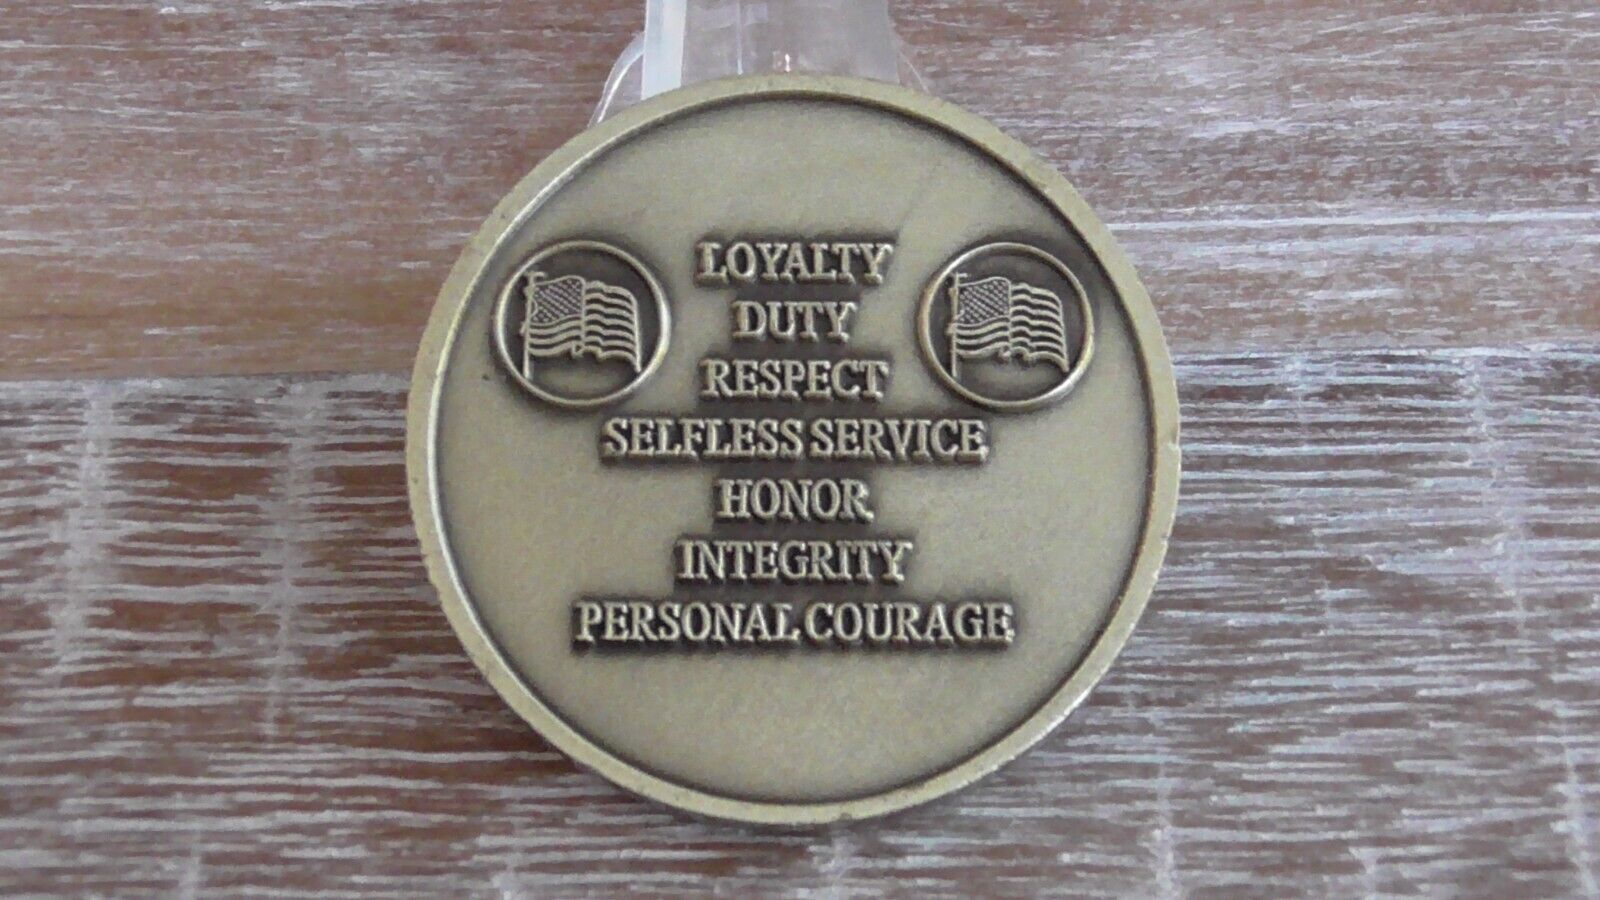 LOYALTY
DUTY
RESPECT
SELFLESS SERVICE
HONOR
INTEGRITY
PERSONAL COURAGE